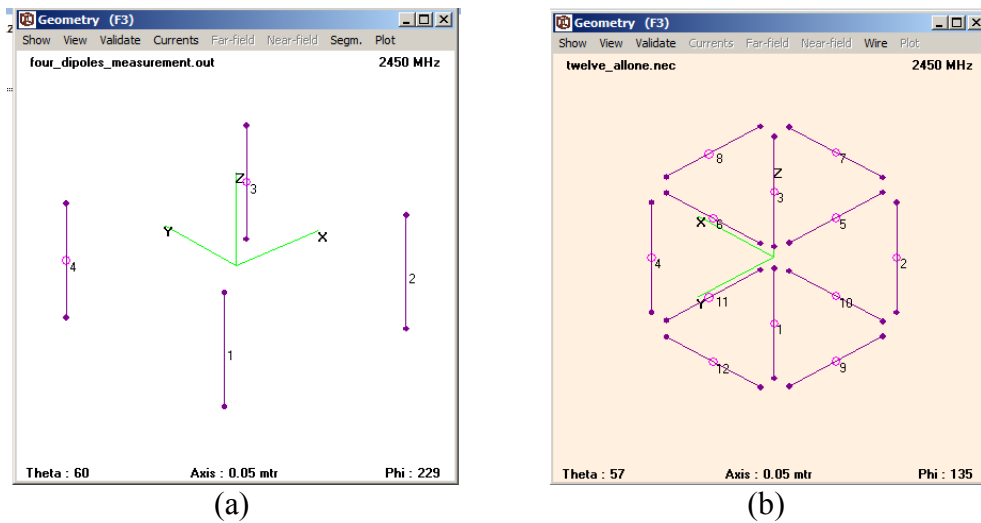 Geometry (F3)
Show View Validate Currents Far-field Near-field Segm. Plot
four_dipoles_measurement.out 2450 MHz
Z
3
Y
X
4
2
1
Theta : 60 Axis : 0.05 mtr Phi : 229
(a)
Geometry (F3)
Show View Validate Currents Far-field Near-field Wire Plot
twelve_allone.nec 2450 MHz
8
7
Z
3
X
6
5
4
2
Y
11
10
1
12
9
Theta : 57 Axis : 0.05 mtr Phi : 135
(b)